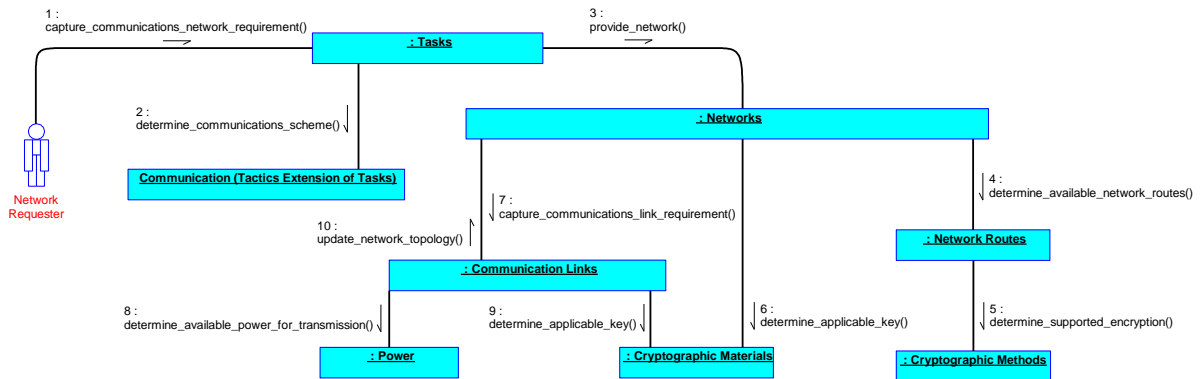 1 :
capture_communications_network_requirement()
3 :
provide_network()
: Tasks
2 :
determine_communications_scheme()
: Networks
Communication (Tactics Extension of Tasks)
Network
Requester
4 :
determine_available_network_routes()
7 :
capture_communications_link_requirement()
10 :
update_network_topology()
: Network Routes
: Communication Links
8 :
determine_available_power_for_transmission()
9 :
determine_applicable_key()
6 :
determine_applicable_key()
5 :
determine_supported_encryption()
: Power
: Cryptographic Materials
: Cryptographic Methods